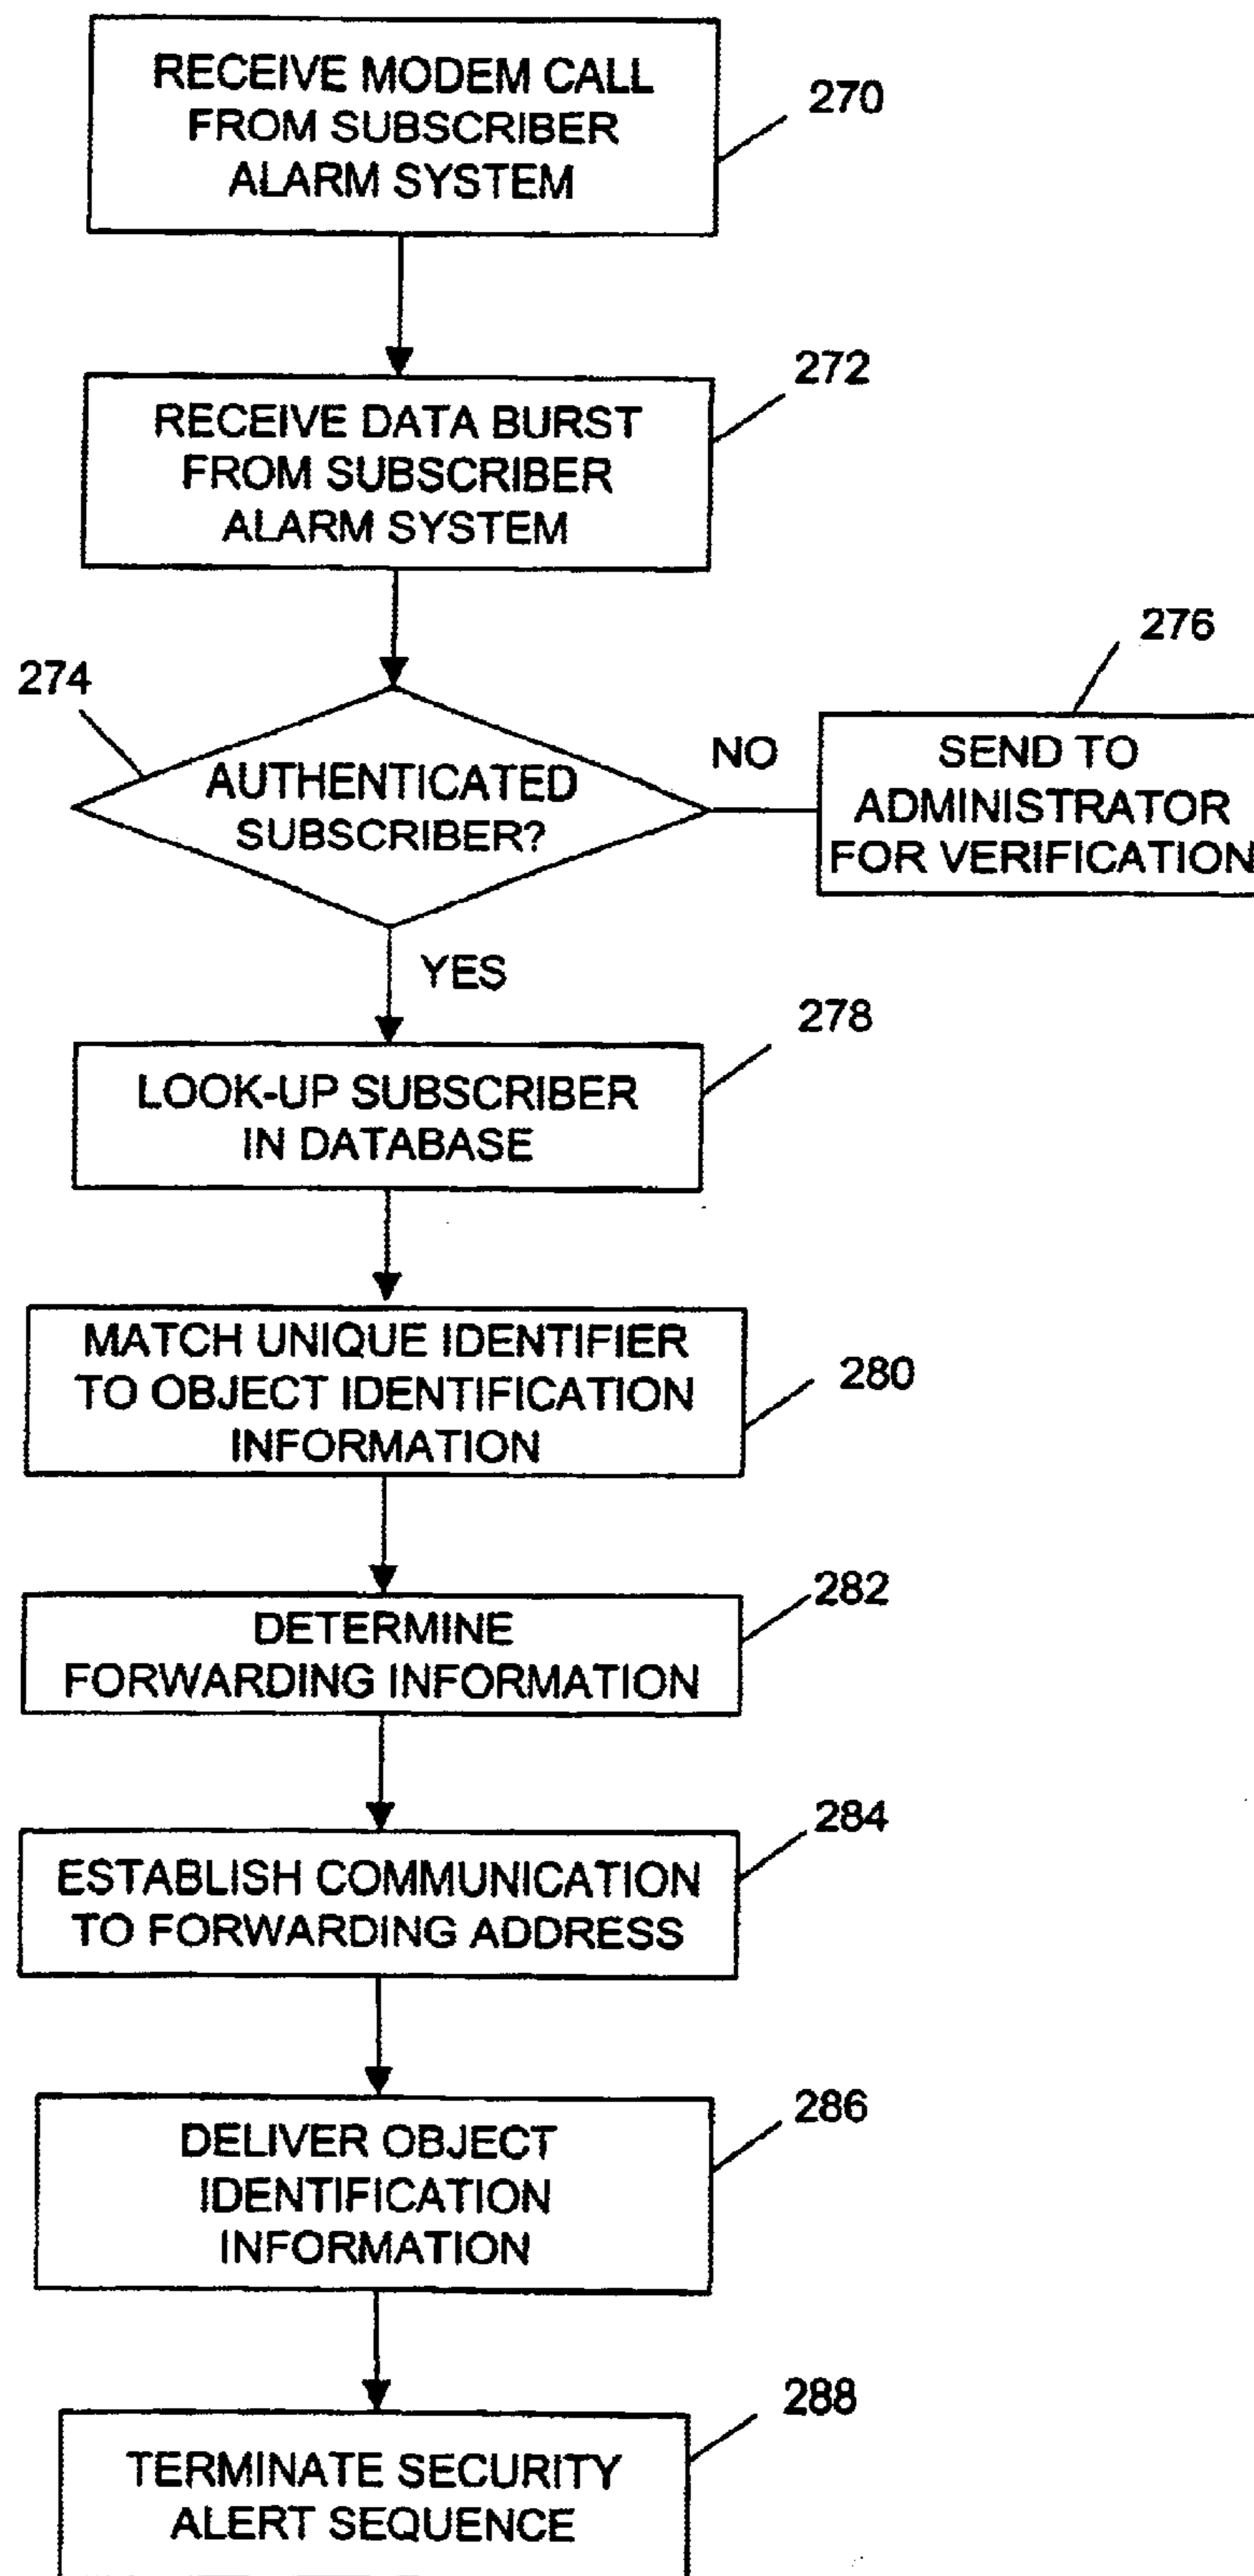 RECEIVE MODEM CALL
FROM SUBSCRIBER
ALARM SYSTEM
270
RECEIVE DATA BURST
FROM SUBSCRIBER
ALARM SYSTEM
272
274
AUTHENTICATED
SUBSCRIBER?
NO
276
SEND TO
ADMINISTRATOR
FOR VERIFICATION
YES
278
LOOK-UP SUBSCRIBER
IN DATABASE
MATCH UNIQUE IDENTIFIER
TO OBJECT IDENTIFICATION
INFORMATION
280
DETERMINE
FORWARDING INFORMATION
282
ESTABLISH COMMUNICATION
TO FORWARDING ADDRESS
284
DELIVER OBJECT
IDENTIFICATION
INFORMATION
286
TERMINATE SECURITY
ALERT SEQUENCE
288